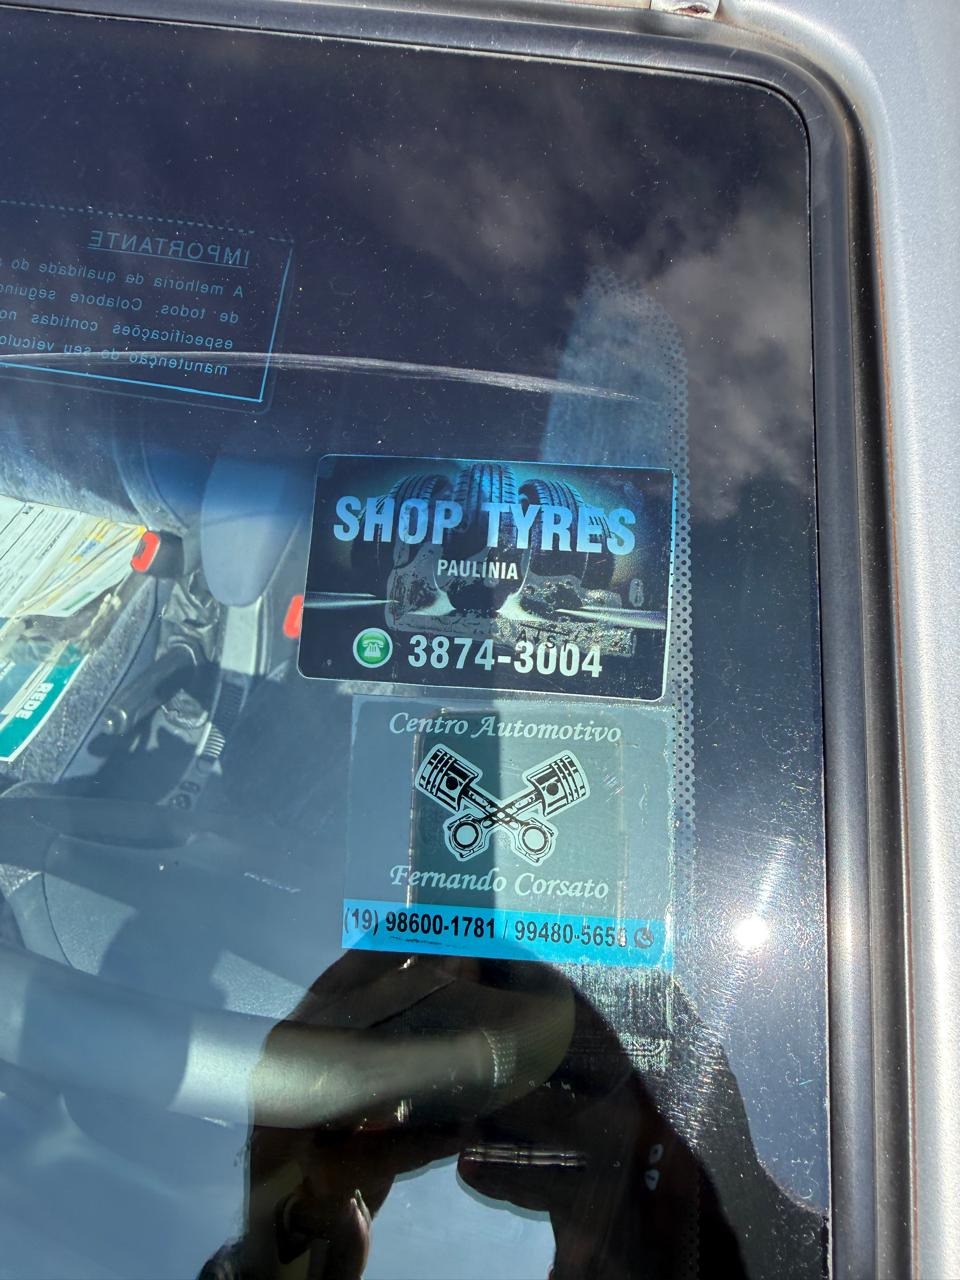 IMPORTANTE
A melhoria da qualidade do
de todos. Colabore
especificações contidas no
manutenção do seu veículo
SHOP TYRES
PAULÍNIA
3874-3004
REDE
Centro Automotivo
Fernando Corsato
(19) 98600-1781 / 99480-565